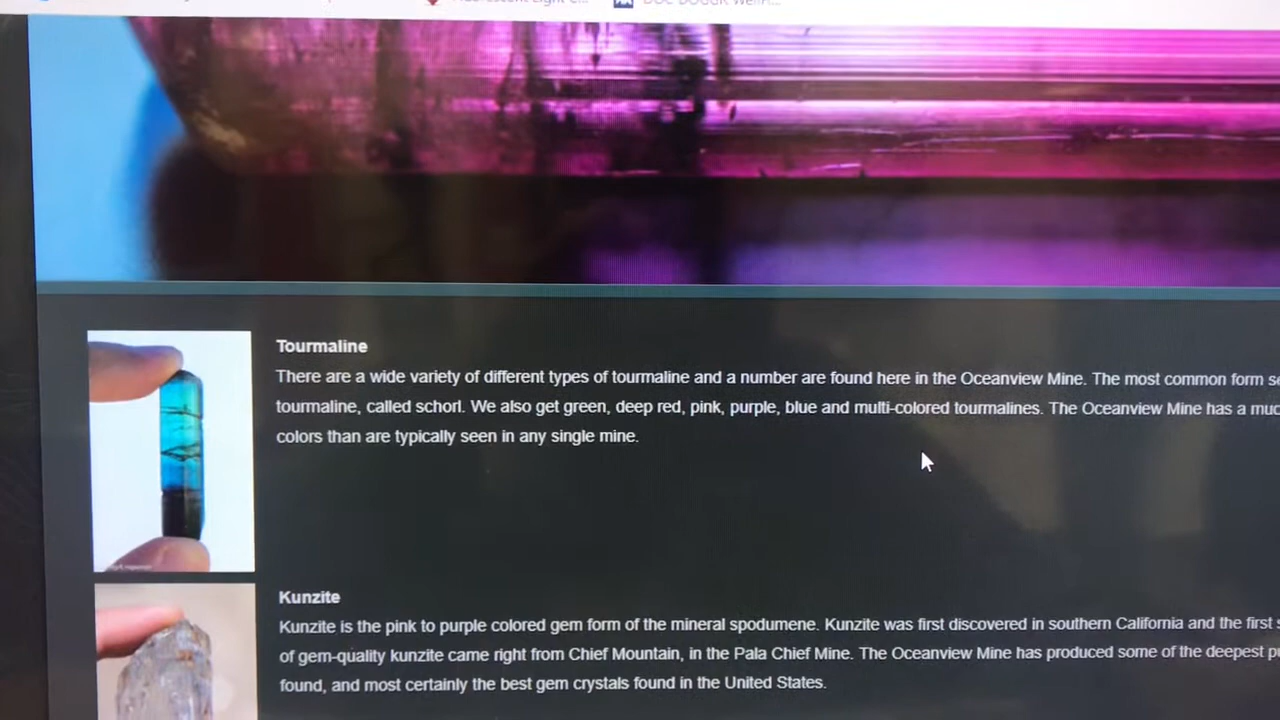 Tourmaline
There are a wide variety of different types of tourmaline and a number are found here in the Oceanview Mine. The most common form
tourmaline, called schorl. We also get green, deep red, pink, purple, blue and multi-colored tourmalines. The Oceanview Mine has a
colors than are typically seen in any single mine.
Kunzite
Kunzite is the pink to purple colored gem form of the mineral spodumene. Kunzite was first discovered in southern California and the first
of gem-quality kunzite came right from Chief Mountain, in the Pala Chief Mine. The Oceanview Mine has produced some of the deepest
found, and most certainly the best gem crystals found in the United States.